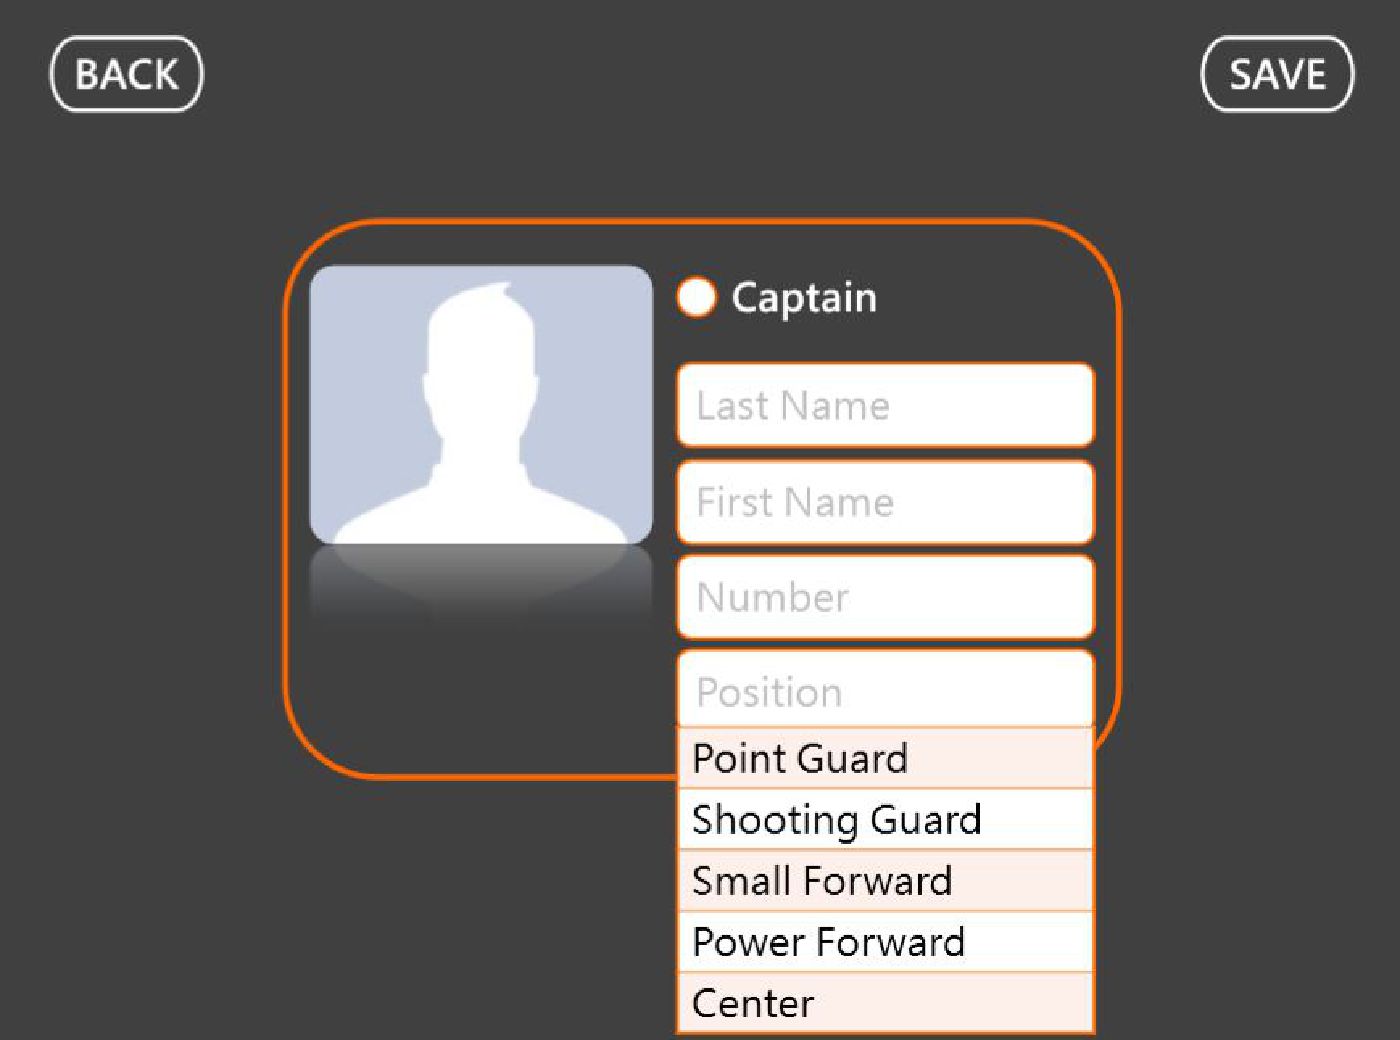 BACK
SAVE
Captain
Last Name
First Name
Number
Position
Point Guard
Shooting Guard
Small Forward
Power Forward
Center